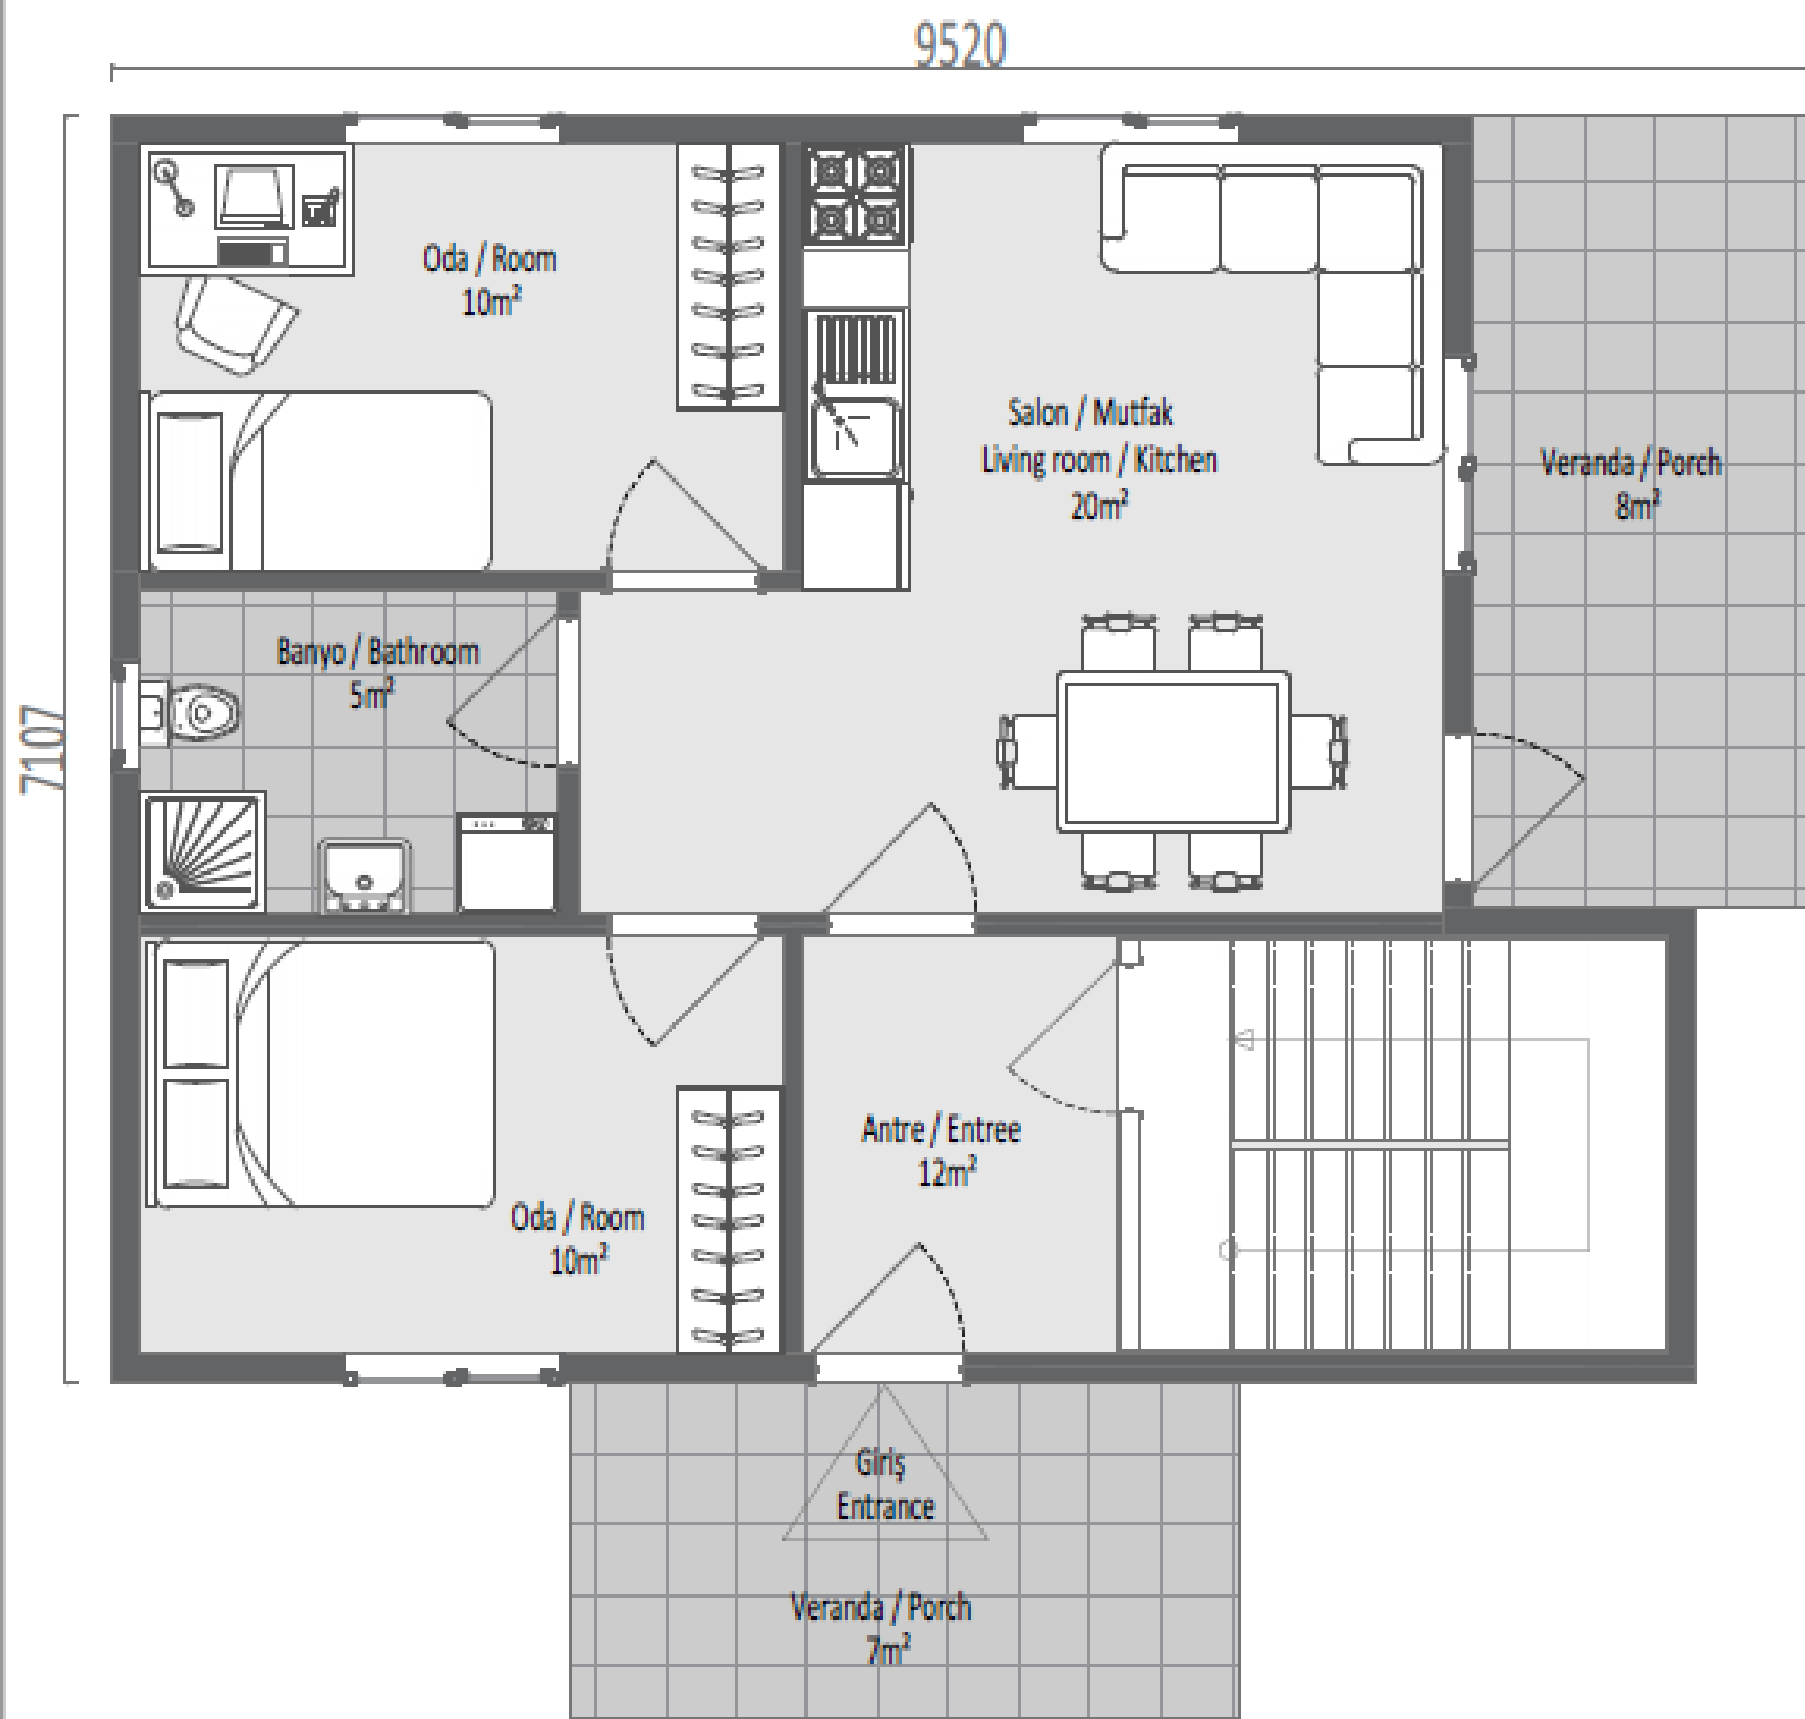 9520
Oda / Room
10m²
Salon / Mutfak
Living room / Kitchen
20m²
Veranda / Porch
8m²
Banyo / Bathroom
5m²
7107
Antre / Entree
12m²
Oda / Room
10m²
Giriş
Entrance
Veranda / Porch
7m²